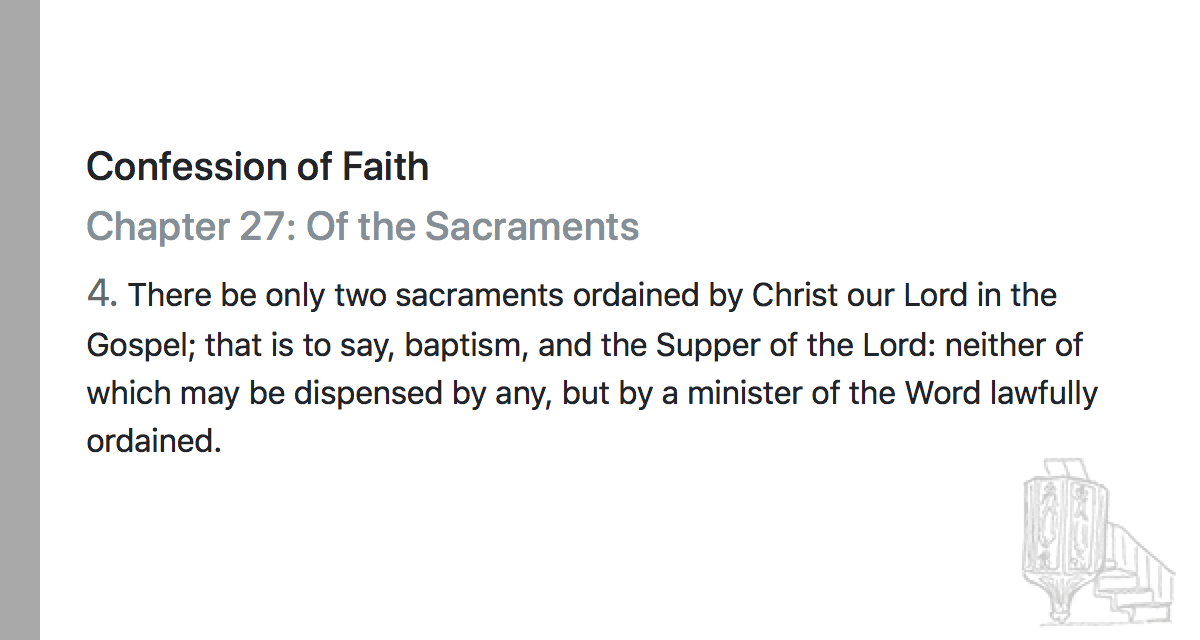 Confession of Faith
Chapter 27: Of the Sacraments
4. There be only two sacraments ordained by Christ our Lord in the
Gospel; that is to say, baptism, and the Supper of the Lord: neither of
which may be dispensed by any, but by a minister of the Word lawfully
ordained.